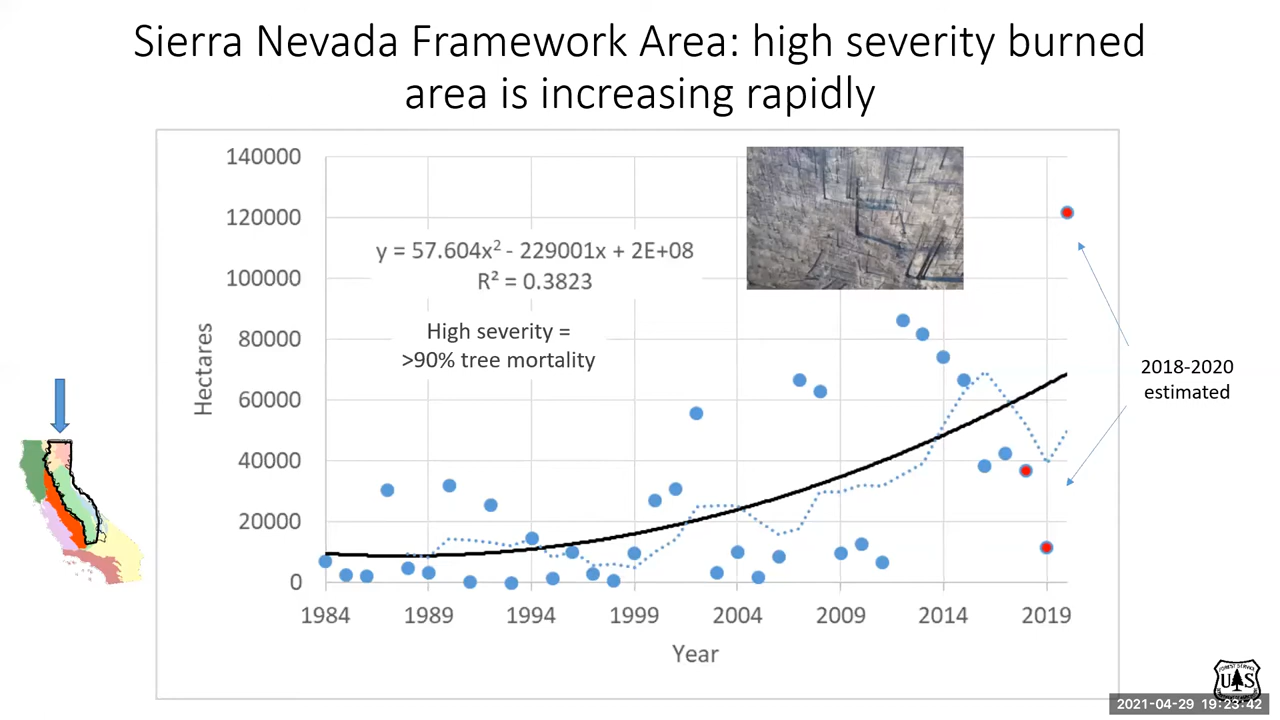 Sierra Nevada Framework Area: high severity burned
area is increasing rapidly
140000
120000
100000
80000
60000
40000
20000
0
Hectares
y = 57.604x² - 229001x + 2E+08
R² = 0.3823
High severity =
>90% tree mortality
2018-2020
estimated
1984 1989 1994 1999 2004 2009 2014 2019
Year
FOREST SERVICE
U S
2021-04-29 19:23:42